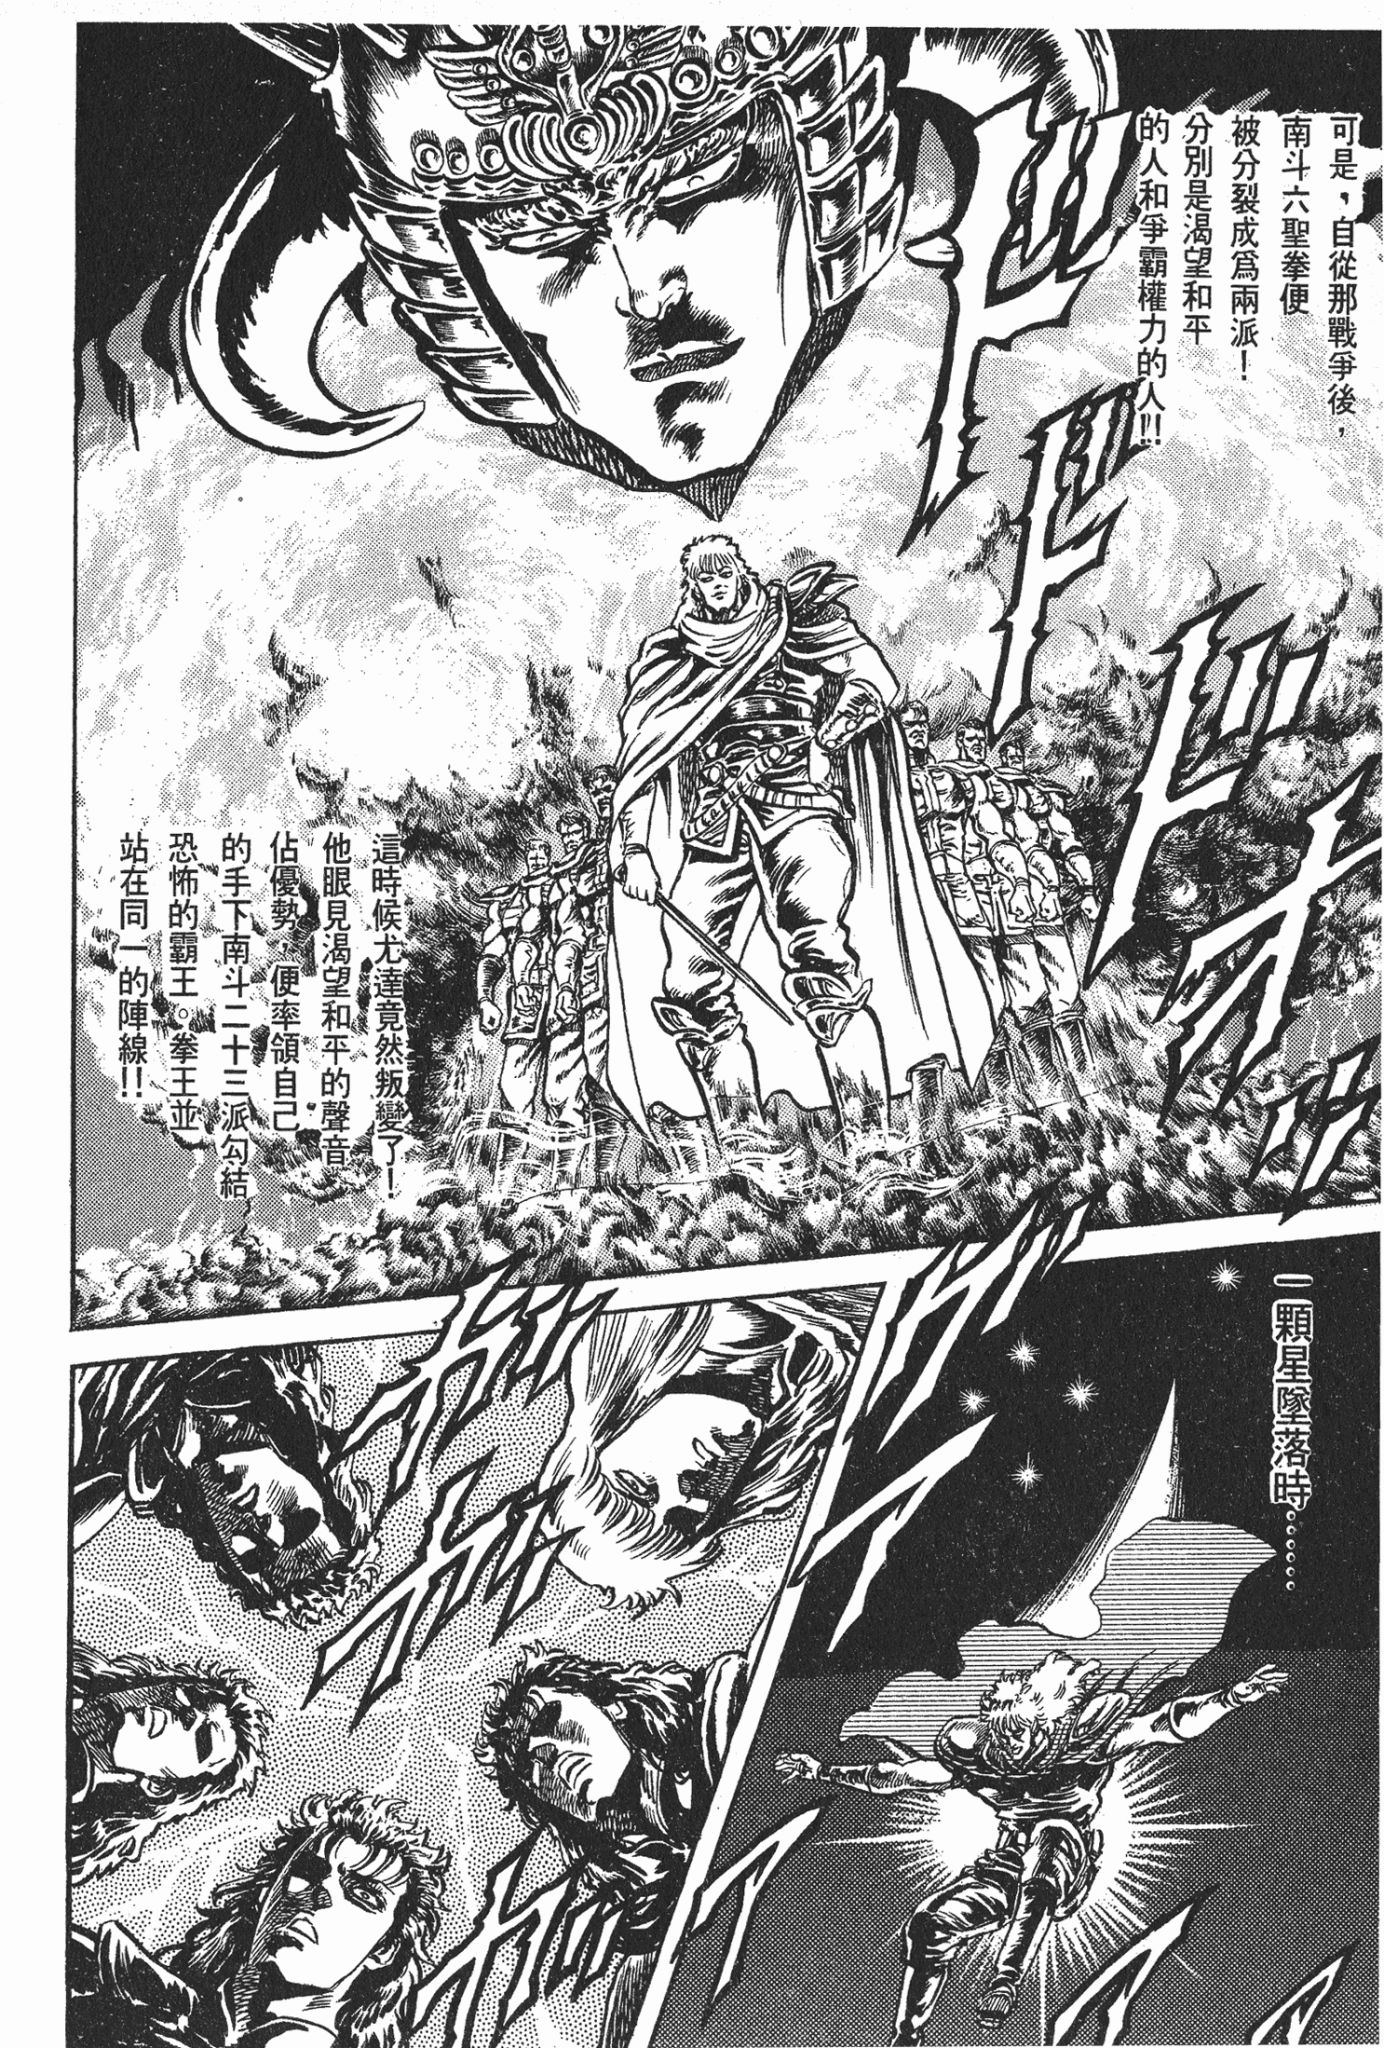 可是，自從那戰爭後，
南斗六聖拳便
被分裂成爲兩派！
分別是渴望和平
的人和爭霸權力的人!!
ドドドオ
這時候尤達竟然叛變了！
他眼見渴望和平的聲音
佔優勢，便率領自己
的手下南斗二十三派勾結
恐怖的霸王。拳王並
站在同一的陣線!!
一顆星墜落時……